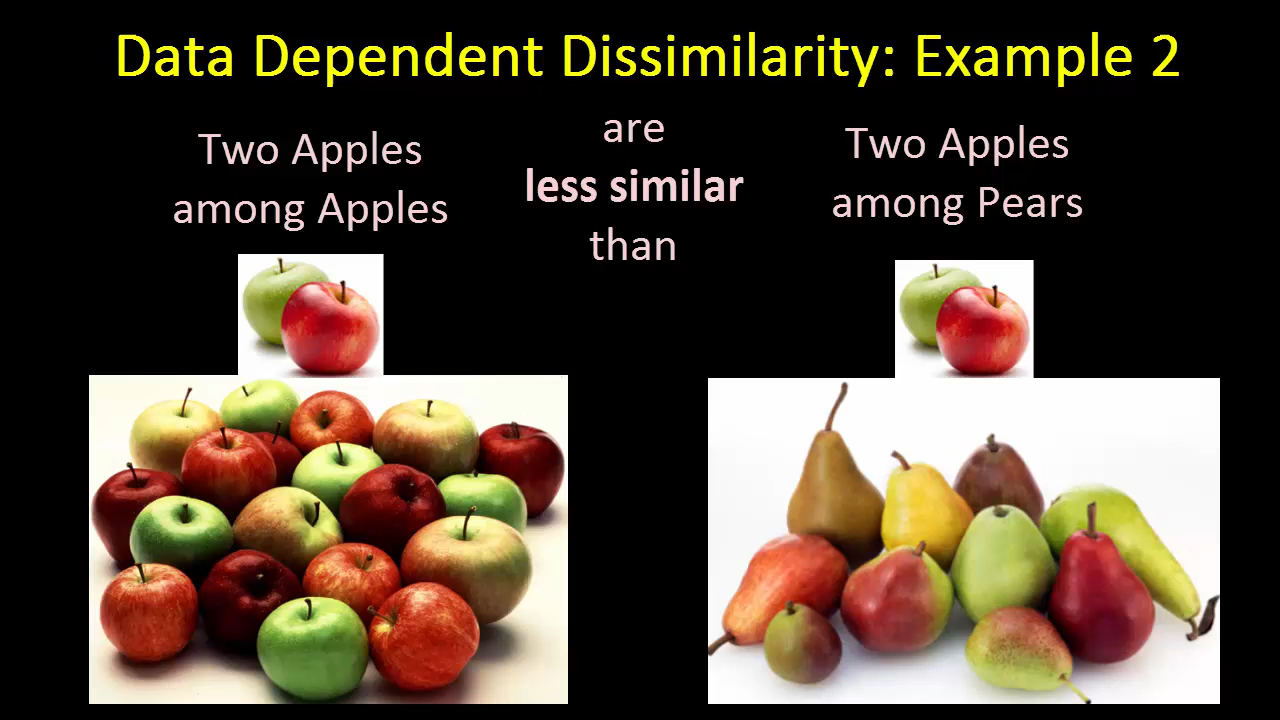 Data Dependent Dissimilarity: Example 2
Two Apples
among Apples
are
less similar
than
Two Apples
among Pears